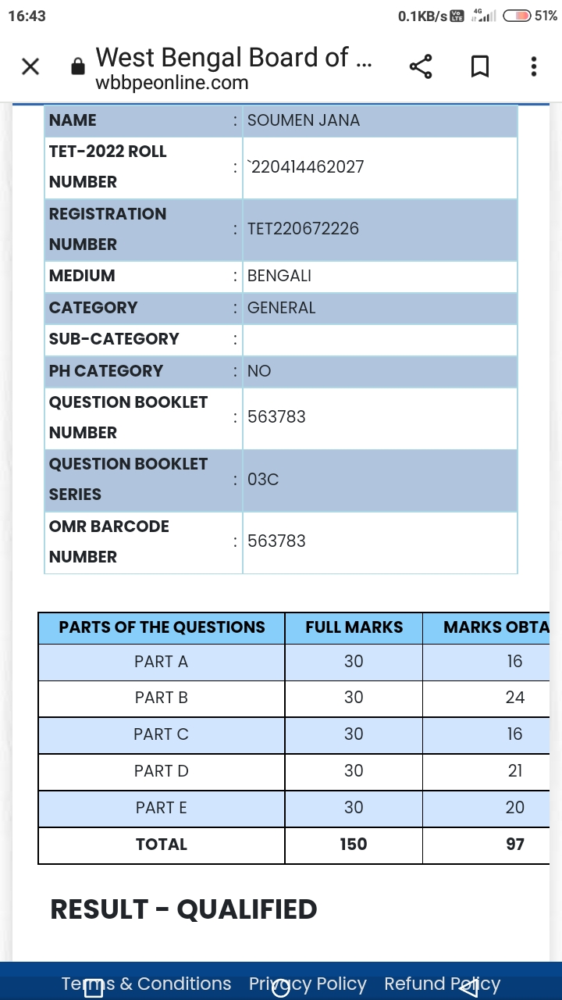 16:43 0.1KB/s Vo LTE 4G 51%
West Bengal Board of ...
wbbpeonline.com
NAME : SOUMEN JANA
TET-2022 ROLL NUMBER : `220414462027
REGISTRATION NUMBER : TET220672226
MEDIUM : BENGALI
CATEGORY : GENERAL
SUB-CATEGORY :
PH CATEGORY : NO
QUESTION BOOKLET NUMBER : 563783
QUESTION BOOKLET SERIES : 03C
OMR BARCODE NUMBER : 563783
PARTS OF THE QUESTIONS FULL MARKS MARKS OBTA
PART A 30 16
PART B 30 24
PART C 30 16
PART D 30 21
PART E 30 20
TOTAL 150 97
RESULT - QUALIFIED
Terms & Conditions Privacy Policy Refund Policy